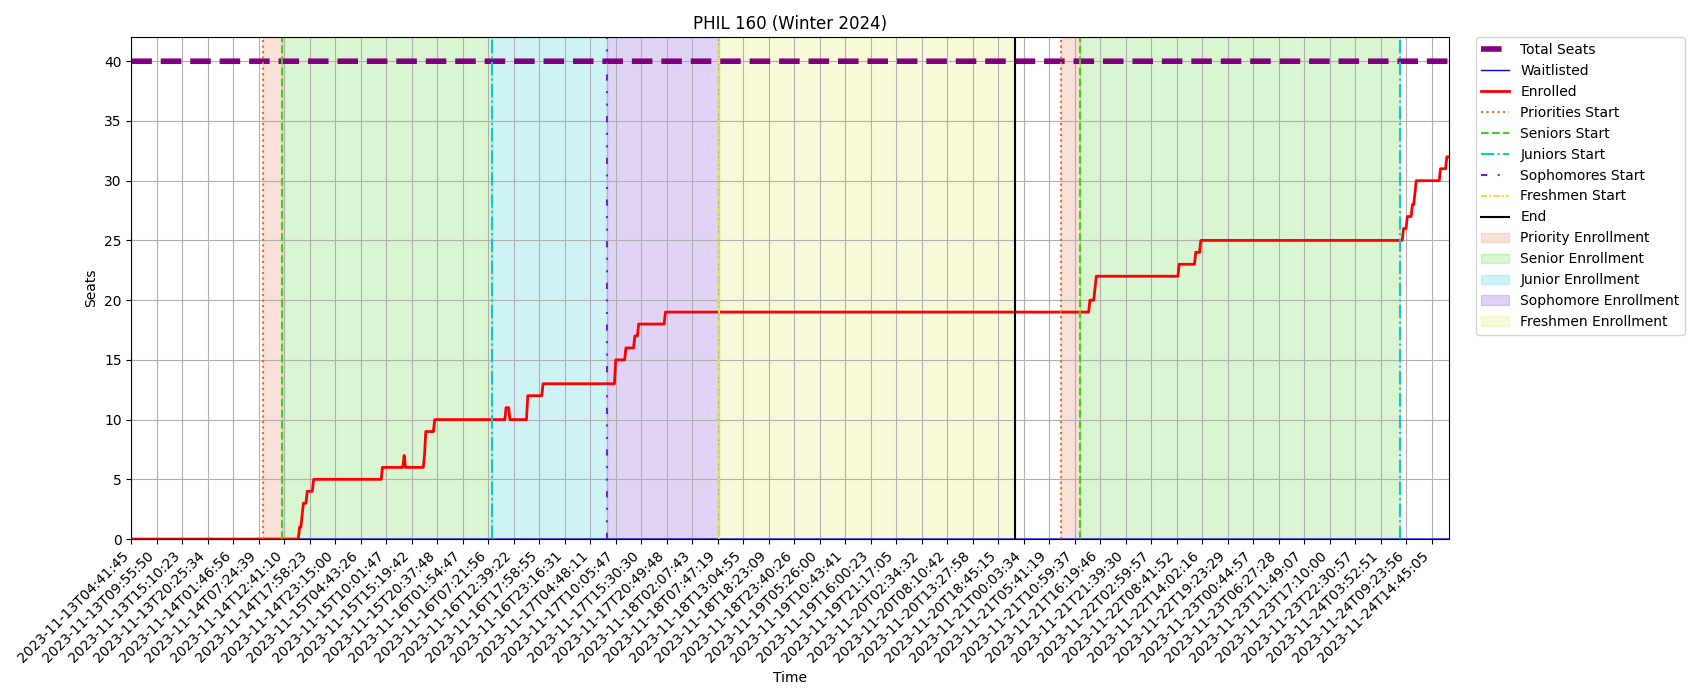 PHIL 160 (Winter 2024)
Seats
40
35
30
25
20
15
10
5
0
2023-11-13T04:41:45
2023-11-13T09:55:50
2023-11-13T15:10:23
2023-11-13T20:25:34
2023-11-14T01:46:56
2023-11-14T07:24:39
2023-11-14T12:41:10
2023-11-14T17:58:23
2023-11-14T23:15:00
2023-11-15T04:43:26
2023-11-15T10:01:47
2023-11-15T15:19:42
2023-11-15T20:37:48
2023-11-16T01:54:47
2023-11-16T07:21:56
2023-11-16T12:39:22
2023-11-16T17:58:55
2023-11-16T23:16:31
2023-11-17T04:48:11
2023-11-17T10:05:47
2023-11-17T15:30:30
2023-11-17T20:49:48
2023-11-18T02:07:43
2023-11-18T07:47:19
2023-11-18T13:04:55
2023-11-18T18:23:09
2023-11-18T23:40:26
2023-11-19T05:26:00
2023-11-19T10:43:41
2023-11-19T16:00:23
2023-11-19T21:17:05
2023-11-20T02:34:32
2023-11-20T08:10:42
2023-11-20T13:27:58
2023-11-20T18:45:15
2023-11-21T00:03:34
2023-11-21T05:41:19
2023-11-21T10:59:37
2023-11-21T16:19:46
2023-11-21T21:39:30
2023-11-22T02:59:57
2023-11-22T08:41:52
2023-11-22T14:02:16
2023-11-22T19:23:29
2023-11-23T00:44:57
2023-11-23T06:27:28
2023-11-23T11:49:07
2023-11-23T17:10:00
2023-11-23T22:30:57
2023-11-24T03:52:51
2023-11-24T09:23:56
2023-11-24T14:45:05
Time
Total Seats
Waitlisted
Enrolled
Priorities Start
Seniors Start
Juniors Start
Sophomores Start
Freshmen Start
End
Priority Enrollment
Senior Enrollment
Junior Enrollment
Sophomore Enrollment
Freshmen Enrollment